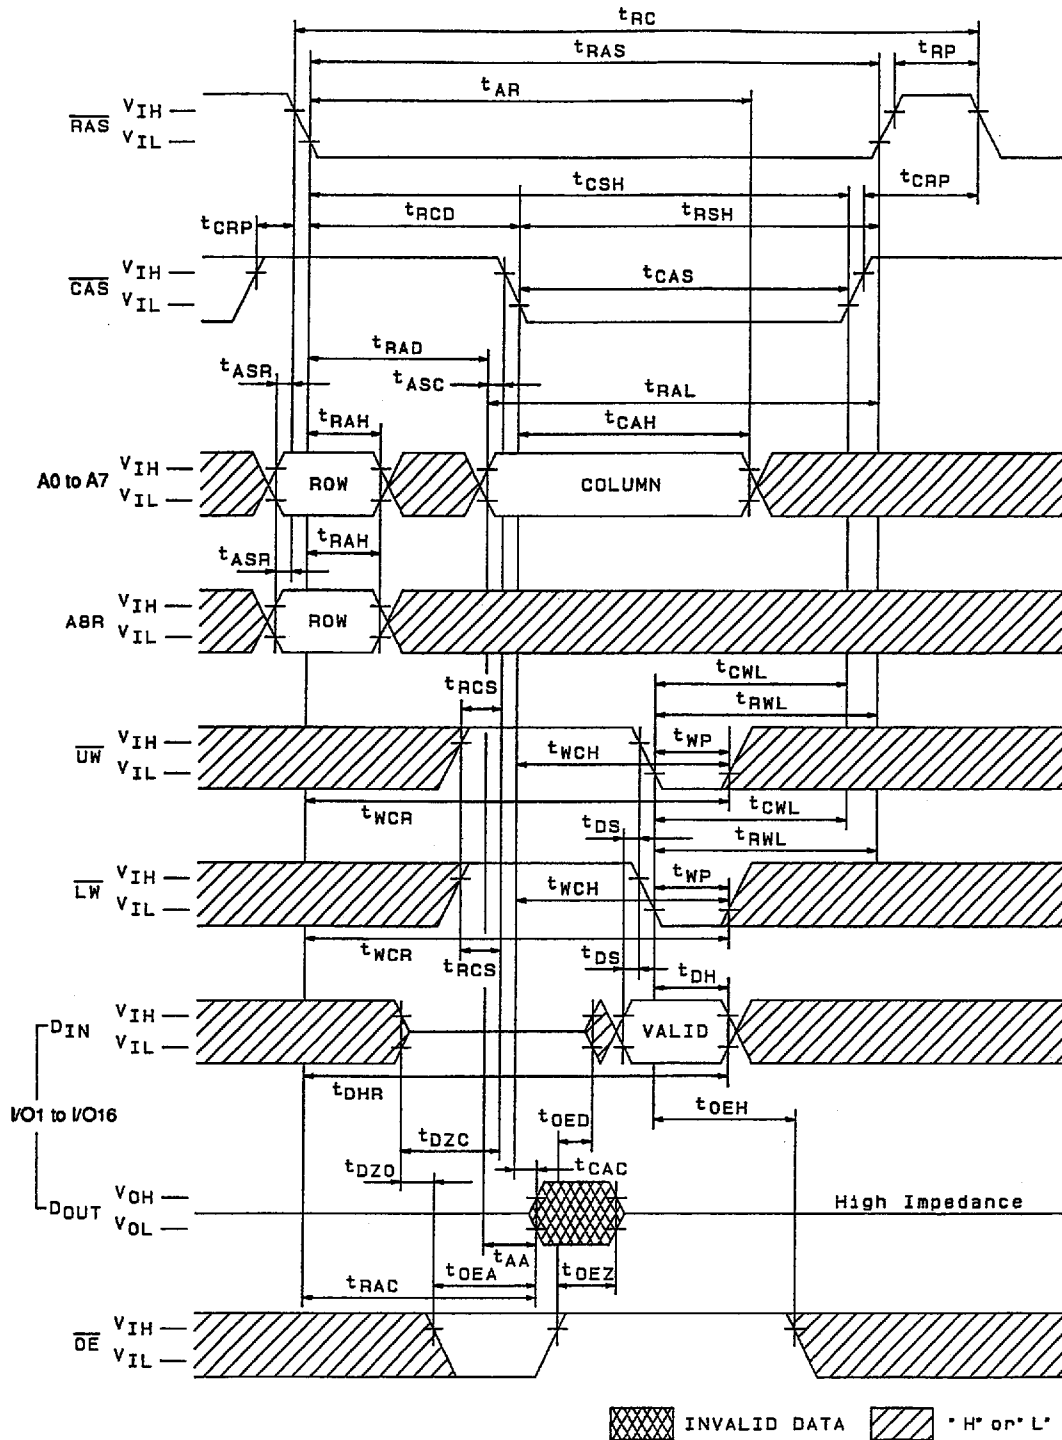 tRC
tRAS
tRP
tAR
RAS
VIH
VIL
tCSH
tCRP
tCRP
tRCD
tRSH
CAS
VIH
VIL
tCAS
tRAD
tASR
tASC
tRAL
tRAH
tCAH
A0 to A7
VIH
VIL
ROW
COLUMN
tASR
tRAH
A8R
VIH
VIL
ROW
tCWL
tRCS
tRWL
UW
VIH
VIL
tWCH
tWP
tWCR
tCWL
tDS
tRWL
LW
VIH
VIL
tWCH
tWP
tWCR
tRCS
tDS
tDH
DIN
VIH
VIL
VALID
tDHR
I/O1 to I/O16
tOEH
tOED
tDZC
tDZO
tCAC
DOUT
VOH
VOL
High Impedance
tAA
tOEA
tOEZ
tRAC
OE
VIH
VIL
INVALID DATA
"H" or "L"